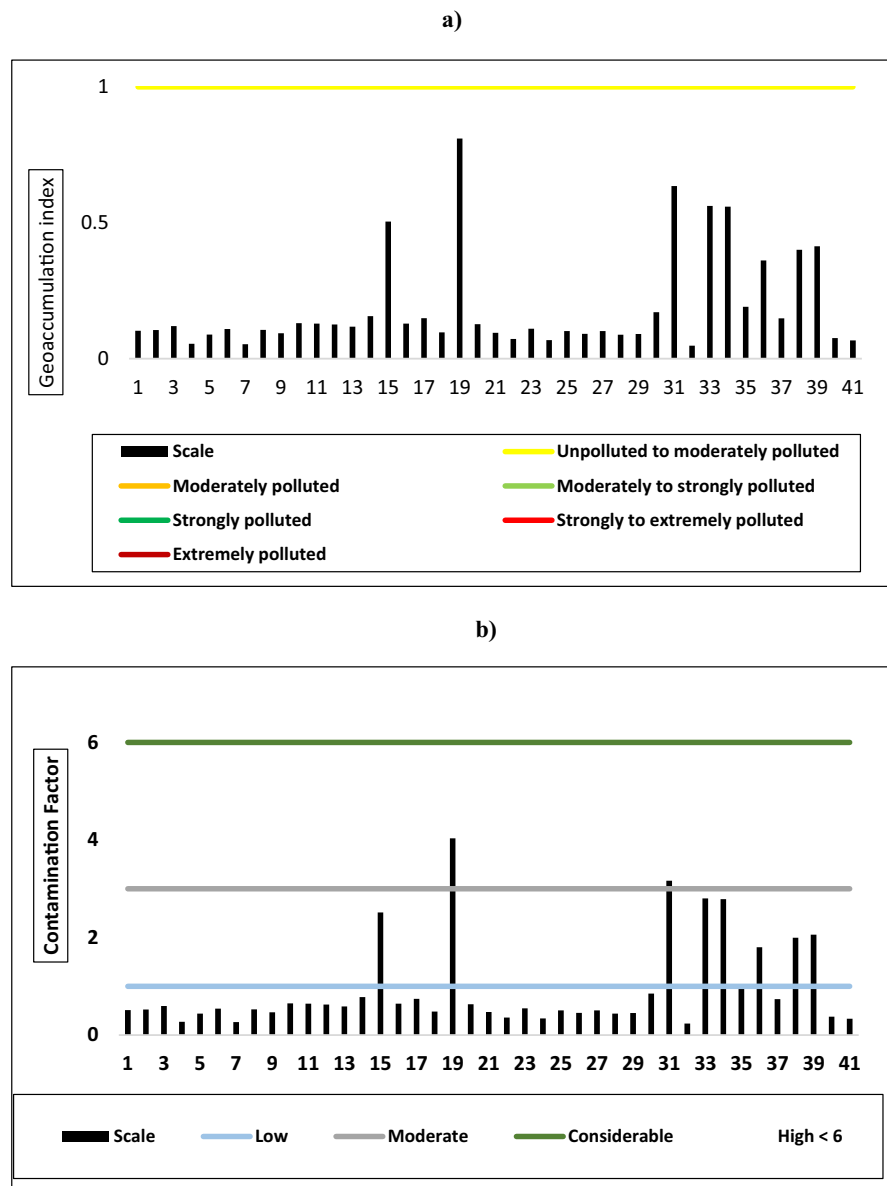 a)
1
0.5
0
Geoaccumulation index
1 3 5 7 9 11 13 15 17 19 21 23 25 27 29 31 33 35 37 39 41
Scale Unpolluted to moderately polluted
Moderately polluted Moderately to strongly polluted
Strongly polluted Strongly to extremely polluted
Extremely polluted
b)
6
4
2
0
Contamination Factor
1 3 5 7 9 11 13 15 17 19 21 23 25 27 29 31 33 35 37 39 41
Scale Low Moderate Considerable High < 6